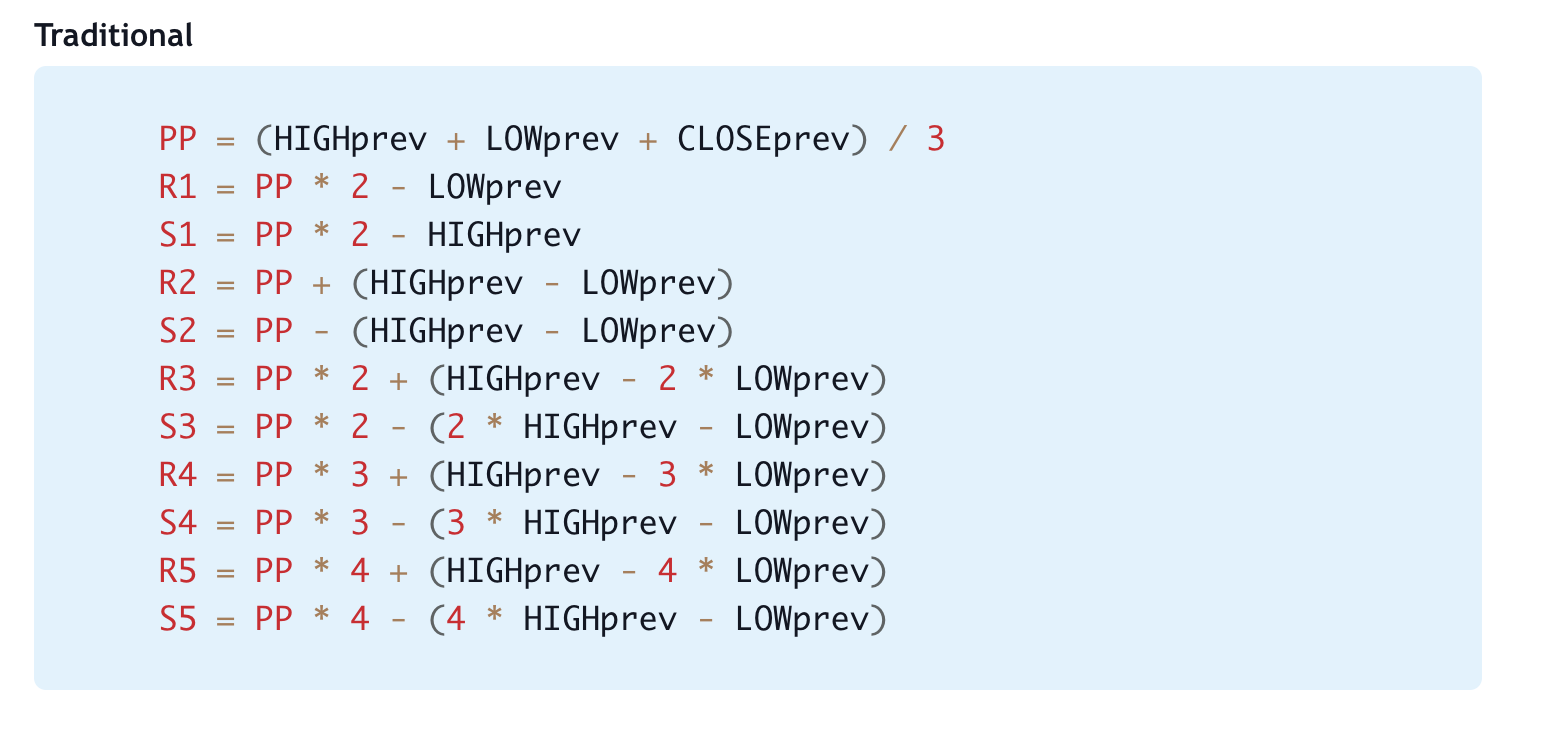 Traditional
PP = (HIGHprev + LOWprev + CLOSEprev) / 3
R1 = PP * 2 - LOWprev
S1 = PP * 2 - HIGHprev
R2 = PP + (HIGHprev - LOWprev)
S2 = PP - (HIGHprev - LOWprev)
R3 = PP * 2 + (HIGHprev - 2 * LOWprev)
S3 = PP * 2 - (2 * HIGHprev - LOWprev)
R4 = PP * 3 + (HIGHprev - 3 * LOWprev)
S4 = PP * 3 - (3 * HIGHprev - LOWprev)
R5 = PP * 4 + (HIGHprev - 4 * LOWprev)
S5 = PP * 4 - (4 * HIGHprev - LOWprev)